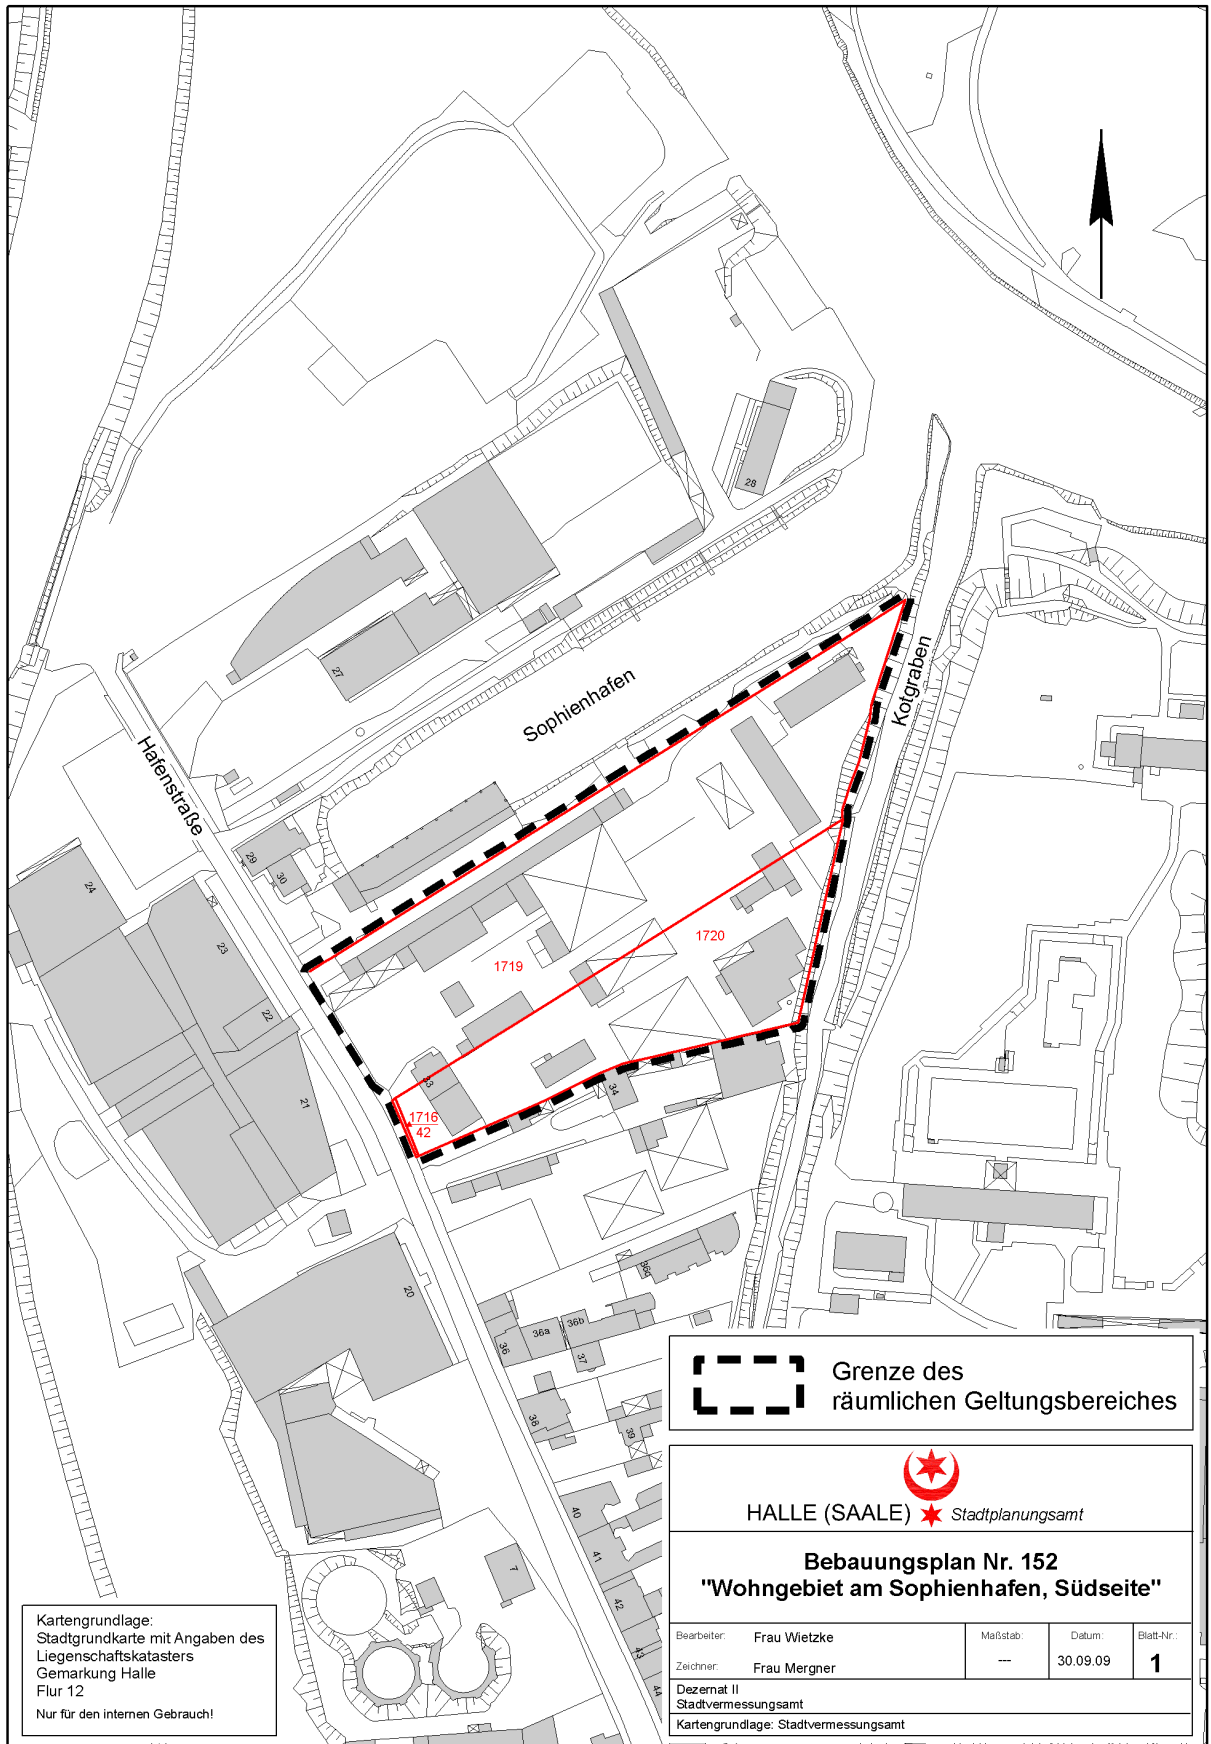 28
27
Sophienhafen
Kotgraben
Hafenstraße
29
30
24
23
22
21
1719
1720
33
34
1716
42
20
36c
36
36a
36b
37
38
39
40
41
42
43
44
7
Grenze des
räumlichen Geltungsbereiches
HALLE (SAALE) Stadtplanungsamt
Bebauungsplan Nr. 152
"Wohngebiet am Sophienhafen, Südseite"
Bearbeiter: Frau Wietzke
Zeichner: Frau Mergner
Maßstab:
---
Datum:
30.09.09
Blatt-Nr.:
1
Dezernat II
Stadtvermessungsamt
Kartengrundlage: Stadtvermessungsamt
Kartengrundlage:
Stadtgrundkarte mit Angaben des
Liegenschaftskatasters
Gemarkung Halle
Flur 12
Nur für den internen Gebrauch!